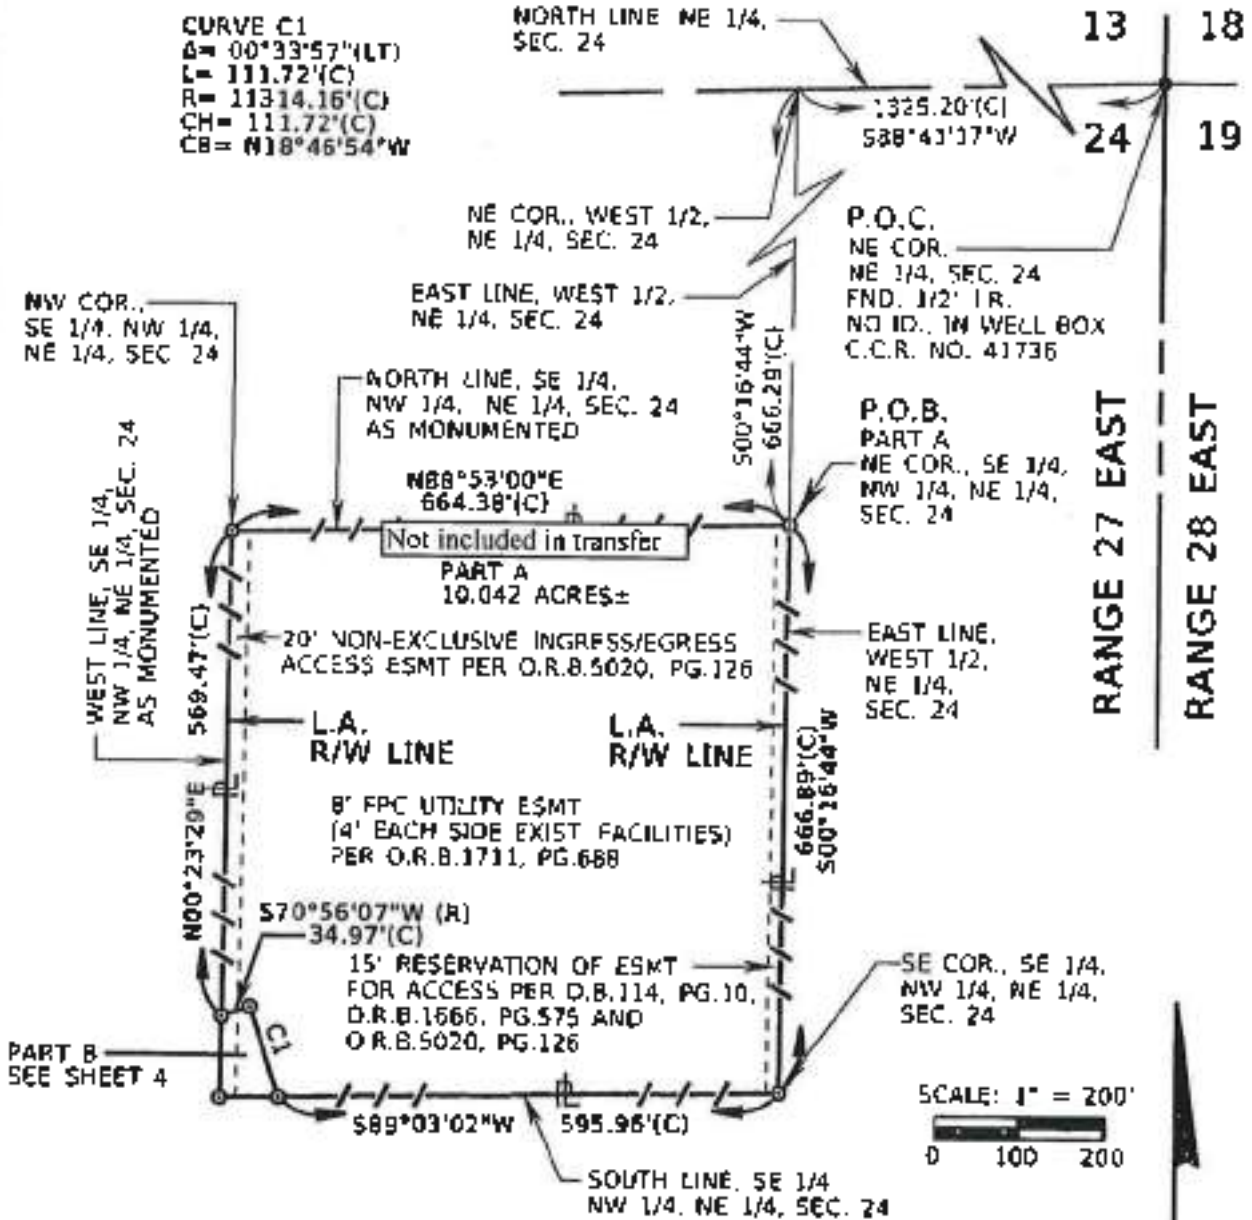 CURVE C1
Δ= 00°33'57"(LT)
L= 111.72'(C)
R= 11314.16'(C)
CH= 111.72'(C)
CB= N18°46'54"W
NORTH LINE NE 1/4,
SEC. 24
13
18
1325.20'(C)
S88°41'17"W
24
19
NE COR., WEST 1/2,
NE 1/4, SEC. 24
P.O.C.
NE COR.
NE 1/4, SEC. 24
FND. 1/2" I.R.
NO ID., IN WELL BOX
C.C.R. NO. 41736
EAST LINE, WEST 1/2,
NE 1/4, SEC. 24
NW COR.,
SE 1/4, NW 1/4,
NE 1/4, SEC 24
NORTH LINE, SE 1/4,
NW 1/4, NE 1/4, SEC. 24
AS MONUMENTED
S00°16'44"W
666.29'(C)
P.O.B.
PART A
NE COR., SE 1/4,
NW 1/4, NE 1/4,
SEC. 24
RANGE 27 EAST
RANGE 28 EAST
N88°53'00"E
664.38'(C)
Not included in transfer
PART A
10.042 ACRES±
WEST LINE, SE 1/4,
NW 1/4, NE 1/4, SEC. 24
AS MONUMENTED
569.47'(C)
N00°23'29"E
20' NON-EXCLUSIVE INGRESS/EGRESS
ACCESS ESMT PER O.R.B.5020, PG.126
EAST LINE,
WEST 1/2,
NE 1/4,
SEC. 24
L.A.
R/W LINE
L.A.
R/W LINE
666.89'(C)
S00°16'44"W
8' FPC UTILITY ESMT
(4' EACH SIDE EXIST FACILITIES)
PER O.R.B.1711, PG.688
S70°56'07"W (R)
34.97'(C)
15' RESERVATION OF ESMT
FOR ACCESS PER D.B.114, PG.10,
O.R.B.1666, PG.575 AND
O.R.B.5020, PG.126
SE COR., SE 1/4,
NW 1/4, NE 1/4,
SEC. 24
C1
PART B
SEE SHEET 4
S89°03'02"W
595.96'(C)
SOUTH LINE, SE 1/4
NW 1/4, NE 1/4, SEC. 24
SCALE: 1" = 200'
0 100 200